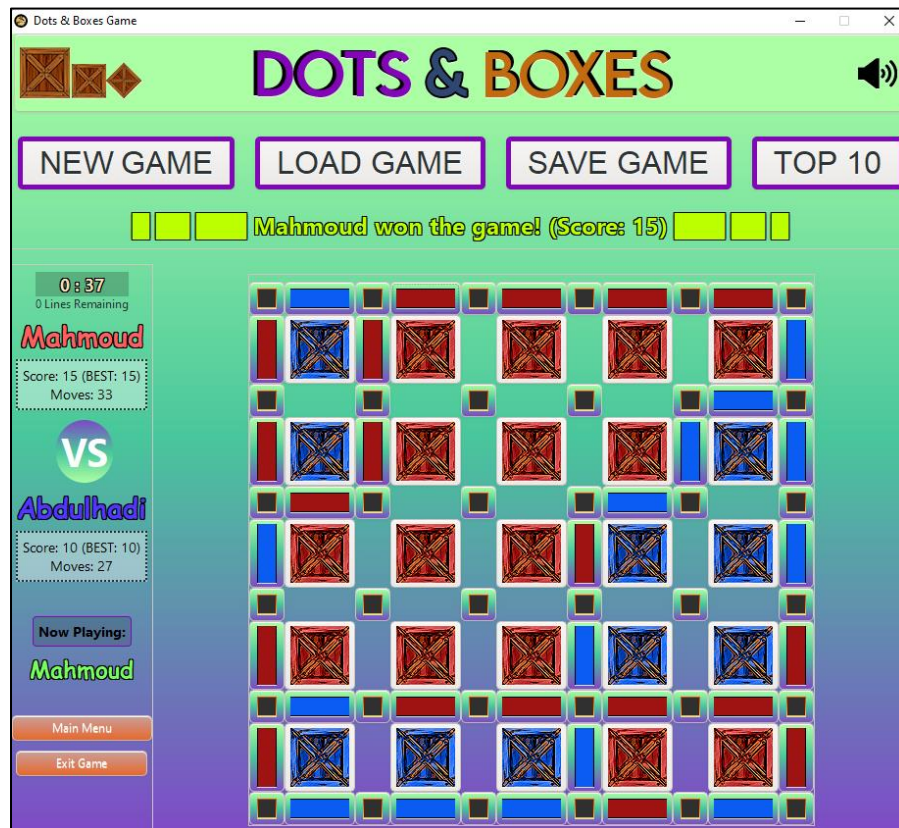 Dots & Boxes Game
DOTS & BOXES
NEW GAME LOAD GAME SAVE GAME TOP 10
Mahmoud won the game! (Score: 15)
0 : 37
0 Lines Remaining
Mahmoud
Score: 15 (BEST: 15)
Moves: 33
VS
Abdulhadi
Score: 10 (BEST: 10)
Moves: 27
Now Playing:
Mahmoud
Main Menu
Exit Game